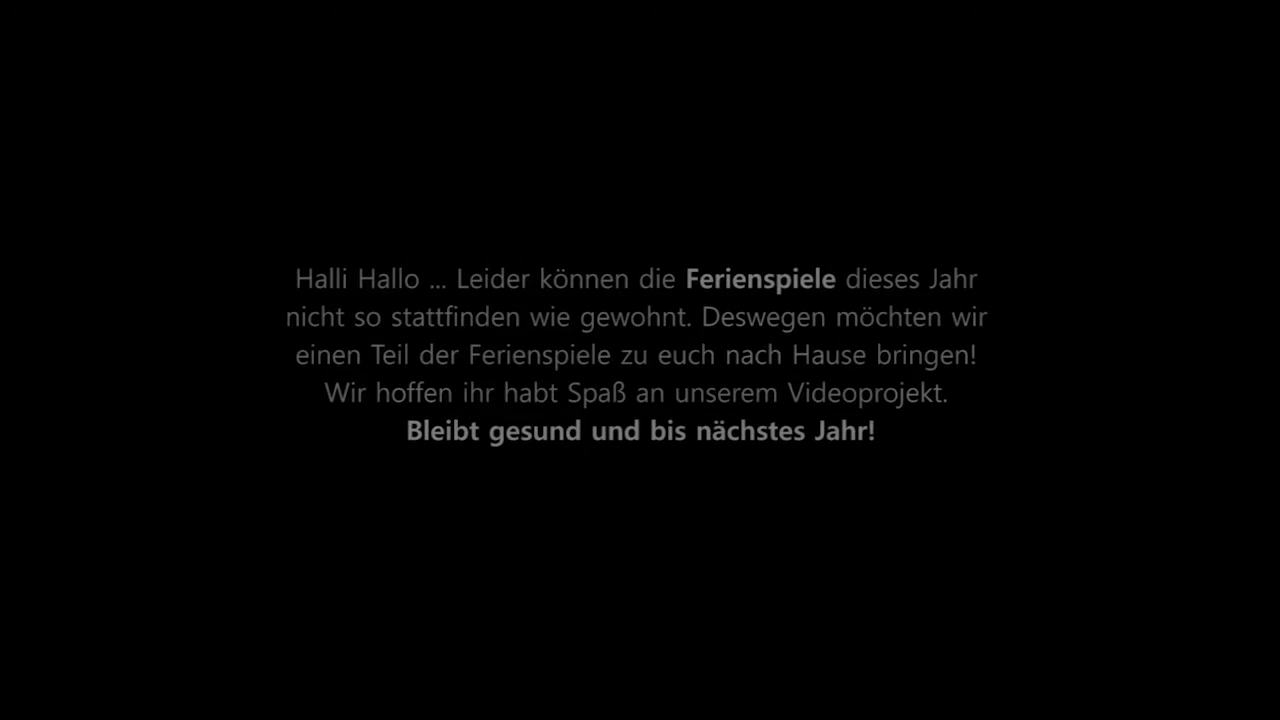 Halli Hallo ... Leider können die Ferienspiele dieses Jahr
nicht so stattfinden wie gewohnt. Deswegen möchten wir
einen Teil der Ferienspiele zu euch nach Hause bringen!
Wir hoffen ihr habt Spaß an unserem Videoprojekt.
Bleibt gesund und bis nächstes Jahr!